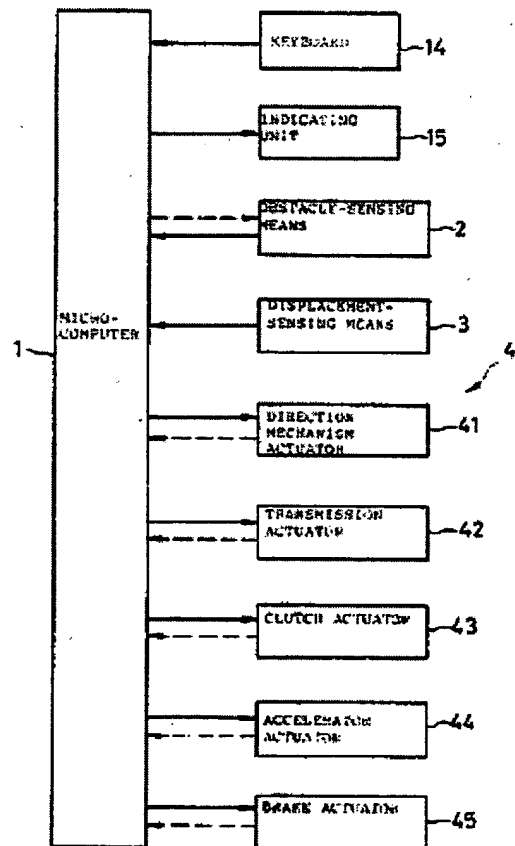 KEYBOARD
14
INDICATING
UNIT
15
OBSTACLE-SENSING
MEANS
2
MICRO-
COMPUTER
1
DISPLACEMENT-
SENSING MEANS
3
4
DIRECTION
MECHANISM
ACTUATOR
41
TRANSMISSION
ACTUATOR
42
CLUTCH ACTUATOR
43
ACCELERATOR
ACTUATOR
44
BRAKE ACTUATOR
45